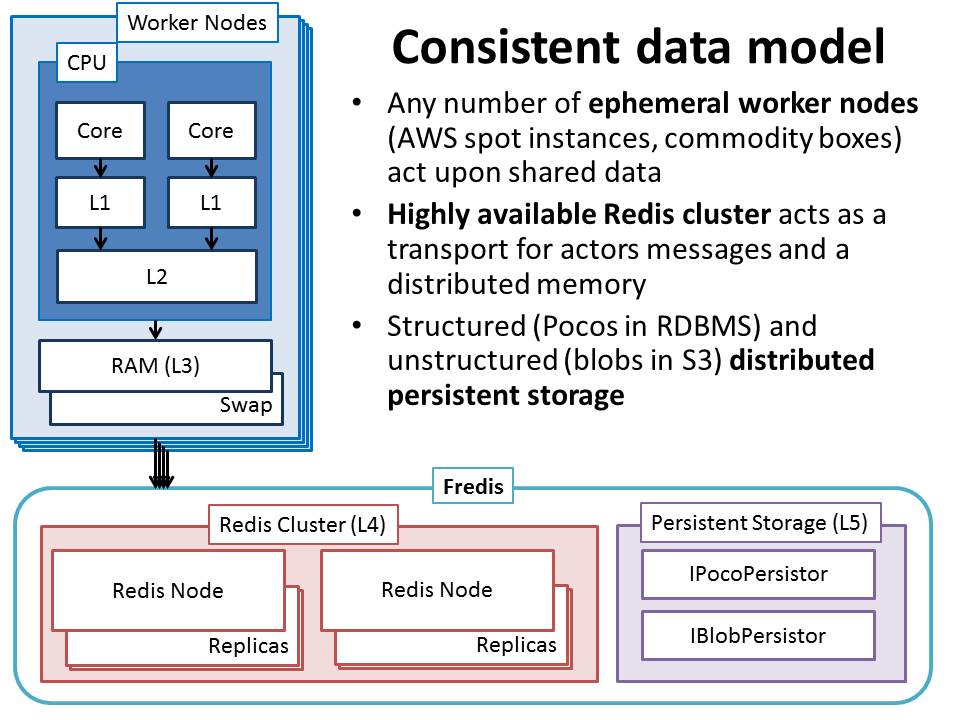 Worker Nodes
CPU
Core
Core
L1
L1
L2
RAM (L3)
Swap
Consistent data model
• Any number of ephemeral worker nodes
(AWS spot instances, commodity boxes)
act upon shared data
• Highly available Redis cluster acts as a
transport for actors messages and a
distributed memory
• Structured (Pocos in RDBMS) and
unstructured (blobs in S3) distributed
persistent storage
Fredis
Redis Cluster (L4)
Redis Node
Replicas
Redis Node
Replicas
Persistent Storage (L5)
IPocoPersistor
IBlobPersistor